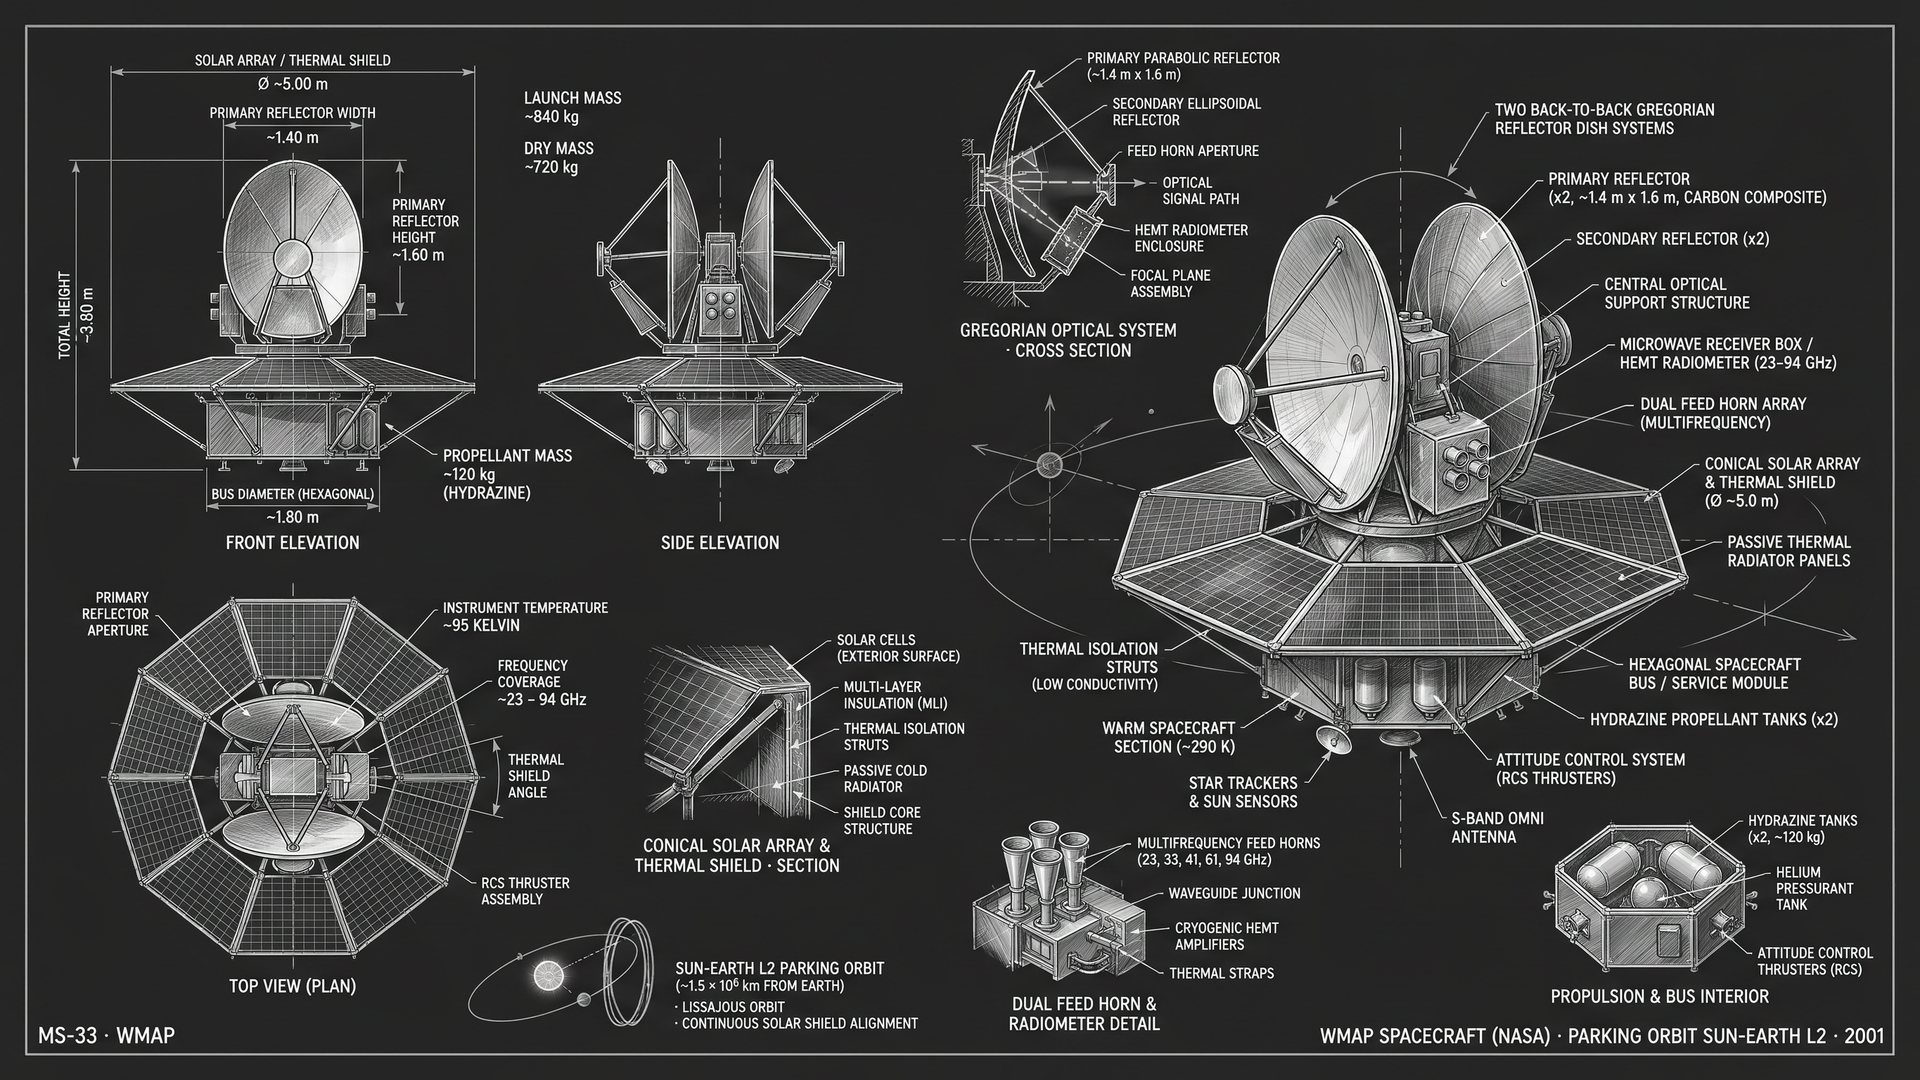 SOLAR ARRAY / THERMAL SHIELD
Ø ~5.00 m
PRIMARY REFLECTOR WIDTH
~1.40 m
PRIMARY
REFLECTOR
HEIGHT
~1.60 m
TOTAL HEIGHT
~3.80 m
PROPELLANT MASS
~120 kg
(HYDRAZINE)
BUS DIAMETER (HEXAGONAL)
~1.80 m
FRONT ELEVATION
LAUNCH MASS
~840 kg
DRY MASS
~720 kg
SIDE ELEVATION
PRIMARY PARABOLIC REFLECTOR
(~1.4 m x 1.6 m)
SECONDARY ELLIPSOIDAL
REFLECTOR
FEED HORN APERTURE
OPTICAL
SIGNAL PATH
HEMT RADIOMETER
ENCLOSURE
FOCAL PLANE
ASSEMBLY
GREGORIAN OPTICAL SYSTEM
· CROSS SECTION
TWO BACK-TO-BACK GREGORIAN
REFLECTOR DISH SYSTEMS
PRIMARY REFLECTOR
(x2, ~1.4 m x 1.6 m, CARBON COMPOSITE)
SECONDARY REFLECTOR (x2)
CENTRAL OPTICAL
SUPPORT STRUCTURE
MICROWAVE RECEIVER BOX /
HEMT RADIOMETER (23–94 GHz)
DUAL FEED HORN ARRAY
(MULTIFREQUENCY)
CONICAL SOLAR ARRAY
& THERMAL SHIELD
(Ø ~5.0 m)
PASSIVE THERMAL
RADIATOR PANELS
THERMAL ISOLATION
STRUTS
(LOW CONDUCTIVITY)
WARM SPACECRAFT
SECTION (~290 K)
STAR TRACKERS
& SUN SENSORS
HEXAGONAL SPACECRAFT
BUS / SERVICE MODULE
HYDRAZINE PROPELLANT TANKS (x2)
ATTITUDE CONTROL SYSTEM
(RCS THRUSTERS)
S-BAND OMNI
ANTENNA
PRIMARY
REFLECTOR
APERTURE
INSTRUMENT TEMPERATURE
~95 KELVIN
FREQUENCY
COVERAGE
~23 – 94 GHz
THERMAL
SHIELD
ANGLE
RCS THRUSTER
ASSEMBLY
TOP VIEW (PLAN)
SOLAR CELLS
(EXTERIOR SURFACE)
MULTI-LAYER
INSULATION (MLI)
THERMAL ISOLATION
STRUTS
PASSIVE COLD
RADIATOR
SHIELD CORE
STRUCTURE
CONICAL SOLAR ARRAY &
THERMAL SHIELD · SECTION
SUN-EARTH L2 PARKING ORBIT
(~1.5 × 10⁶ km FROM EARTH)
· LISSAJOUS ORBIT
· CONTINUOUS SOLAR SHIELD ALIGNMENT
MULTIFREQUENCY FEED HORNS
(23, 33, 41, 61, 94 GHz)
WAVEGUIDE JUNCTION
CRYOGENIC HEMT
AMPLIFIERS
THERMAL STRAPS
DUAL FEED HORN &
RADIOMETER DETAIL
HYDRAZINE TANKS
(x2, ~120 kg)
HELIUM
PRESSURANT
TANK
ATTITUDE CONTROL
THRUSTERS (RCS)
PROPULSION & BUS INTERIOR
MS-33 · WMAP
WMAP SPACECRAFT (NASA) · PARKING ORBIT SUN-EARTH L2 · 2001